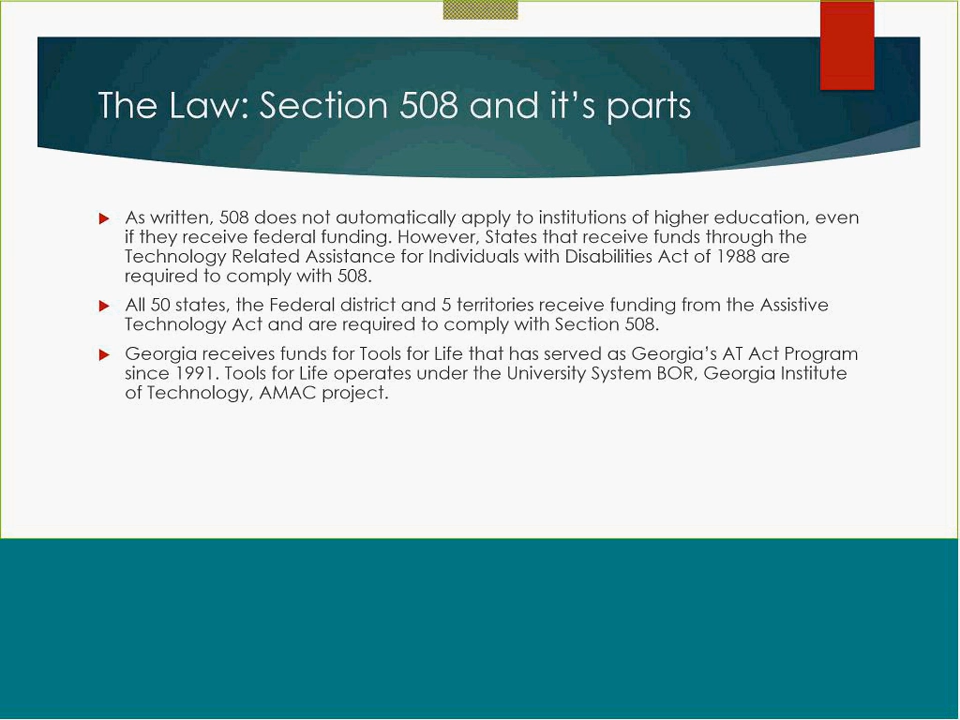 The Law: Section 508 and it’s parts
As written, 508 does not automatically apply to institutions of higher education, even
if they receive federal funding. However, States that receive funds through the
Technology Related Assistance for Individuals with Disabilities Act of 1988 are
required to comply with 508.
All 50 states, the Federal district and 5 territories receive funding from the Assistive
Technology Act and are required to comply with Section 508.
Georgia receives funds for Tools for Life that has served as Georgia’s AT Act Program
since 1991. Tools for Life operates under the University System BOR, Georgia Institute
of Technology, AMAC project.